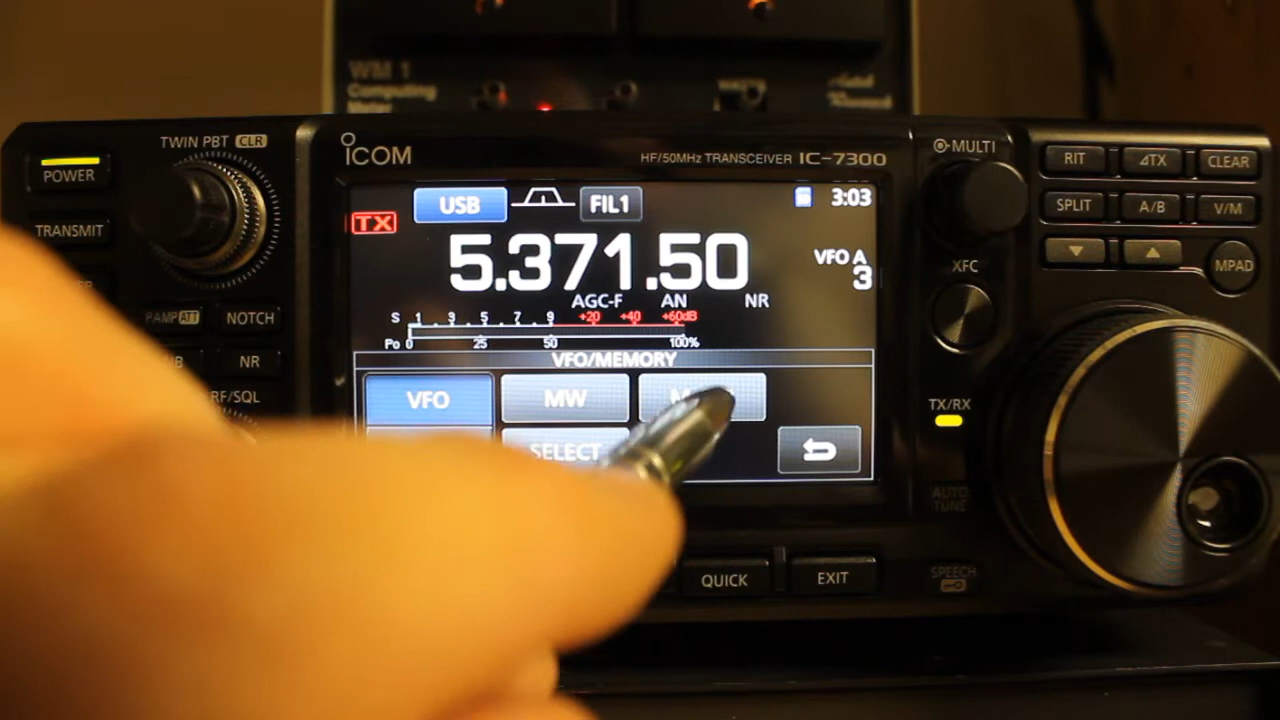 WM 1
Computing
Meter
WATTS
TWIN PBT CLR
ICOM
HF/50MHz TRANSCEIVER IC-7300
MULTI
RIT
ΔTX
CLEAR
POWER
USB
FIL1
3:03
SPLIT
A/B
V/M
TRANSMIT
TX
5.371.50
VFO A
3
XFC
MPAD
AGC-F AN NR
P.AMP ATT
NOTCH
S 1 . 3 . 5 . 7 . 9 +20 +40 +60dB
Po 0 25 50 100%
VFO/MEMORY
NR
RF/SQL
VFO
MW
TX/RX
SELECT
AUTO
TUNE
QUICK
EXIT
SPEECH